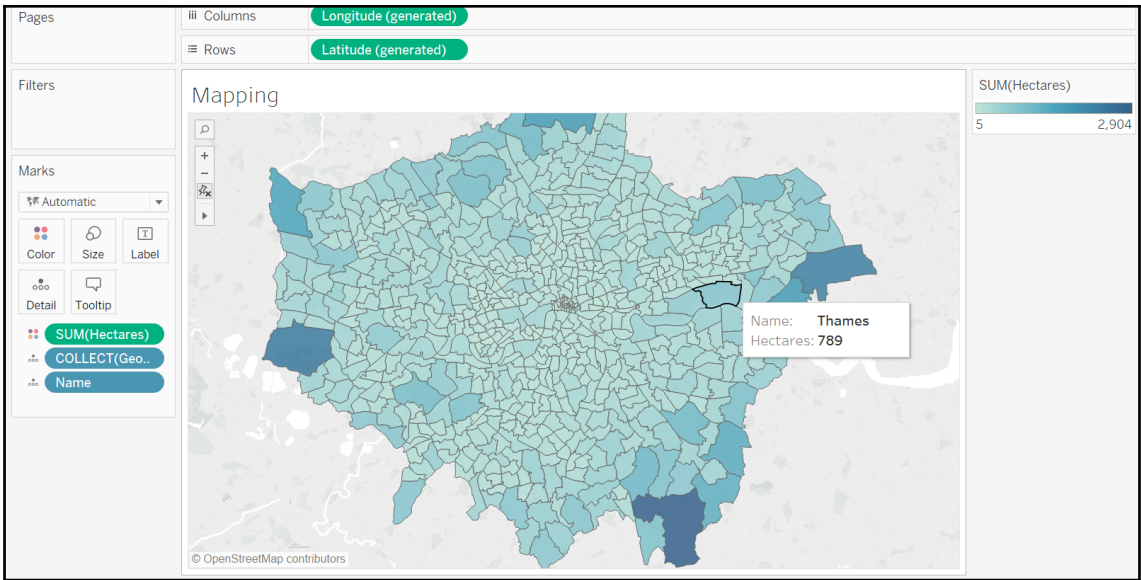 Pages
Columns
Longitude (generated)
Rows
Latitude (generated)
Filters
Mapping
SUM(Hectares)
5 2,904
Marks
Automatic
Color Size Label
Detail Tooltip
SUM(Hectares)
COLLECT(Geo..
Name
Name: Thames
Hectares: 789
© OpenStreetMap contributors